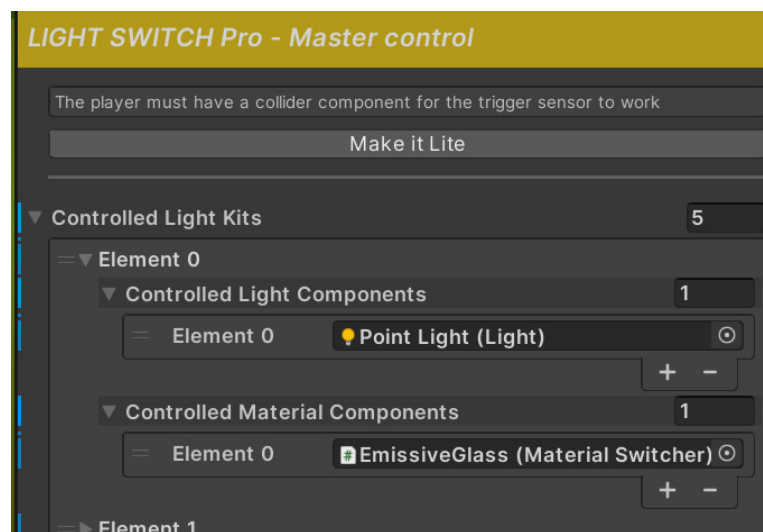 LIGHT SWITCH Pro - Master control
The player must have a collider component for the trigger sensor to work
Make it Lite
Controlled Light Kits 5
Element 0
Controlled Light Components 1
Element 0 Point Light (Light)
+ -
Controlled Material Components 1
Element 0 # EmissiveGlass (Material Switcher)
+ -
Element 1